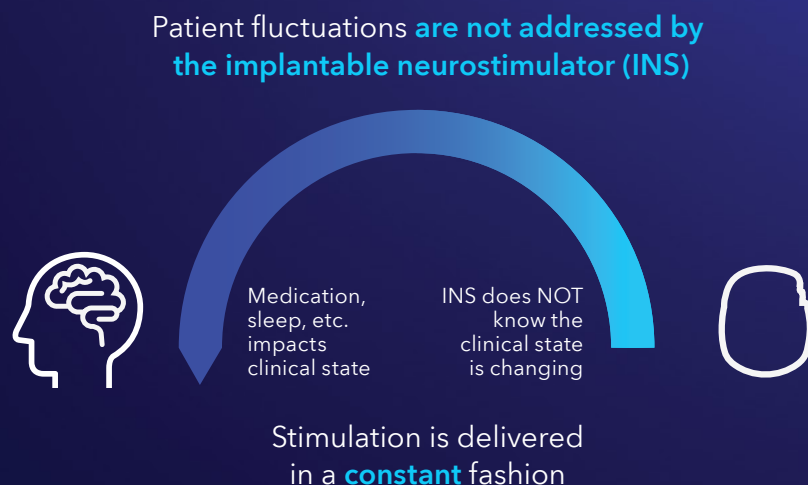 Patient fluctuations are not addressed by
the implantable neurostimulator (INS)
Medication,
sleep, etc.
impacts
clinical state
INS does NOT
know the
clinical state
is changing
Stimulation is delivered
in a constant fashion